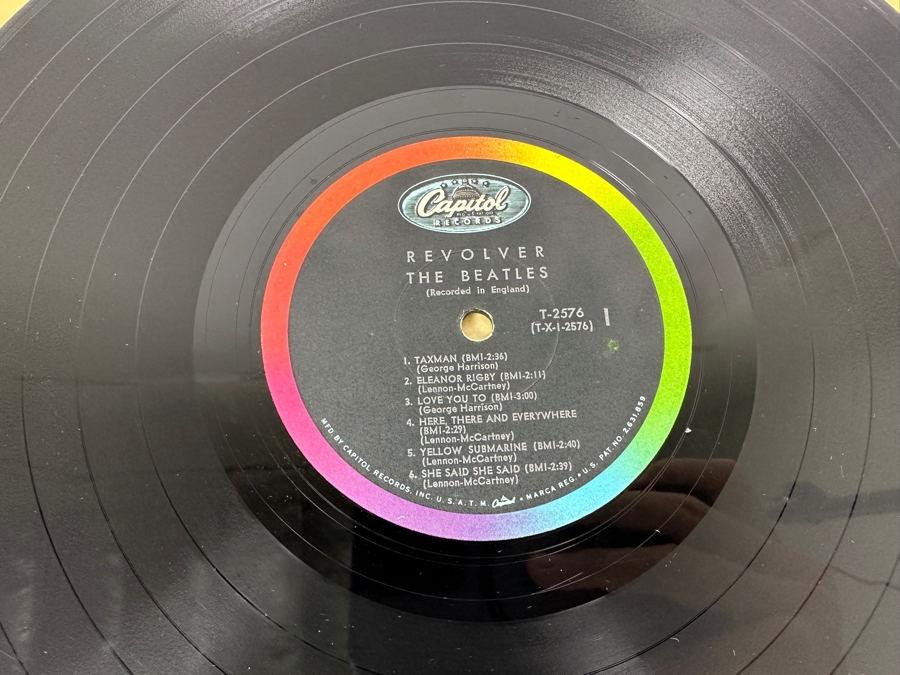 Capitol
RECORDS
REVOLVER
THE BEATLES
(Recorded in England)
T-2576
(T-X-1-2576)
1
1. TAXMAN (BMI-2:36)
(George Harrison)
2. ELEANOR RIGBY (BMI-2:11)
(Lennon-McCartney)
3. LOVE YOU TO (BMI-3:00)
(George Harrison)
4. HERE, THERE AND EVERYWHERE
(BMI-2:29)
(Lennon-McCartney)
5. YELLOW SUBMARINE (BMI-2:40)
(Lennon-McCartney)
6. SHE SAID SHE SAID (BMI-2:39)
(Lennon-McCartney)
MFD. BY CAPITOL RECORDS, INC. U.S.A. T.M. Capitol • MARCA REG. • U.S. PAT. NO. 2,631,859